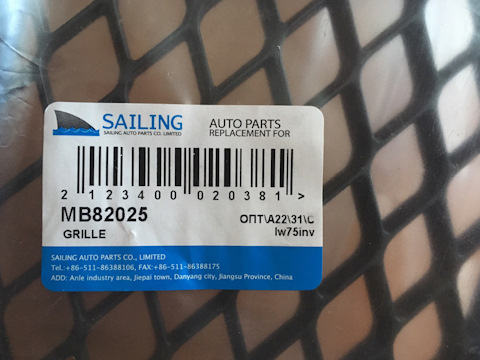 SAILING
SAILING AUTO PARTS CO. LIMITED
AUTO PARTS
REPLACEMENT FOR
2 123400 020381 >
MB82025
ОПТ\А22\31\С
GRILLE
lw75inv
SAILING AUTO PARTS CO., LIMITED
Tel.:+86-511-86388106, FAX:+86-511-86388175
ADD: Anle industry area, Jiepai town, Danyang city, Jiangsu Province, China